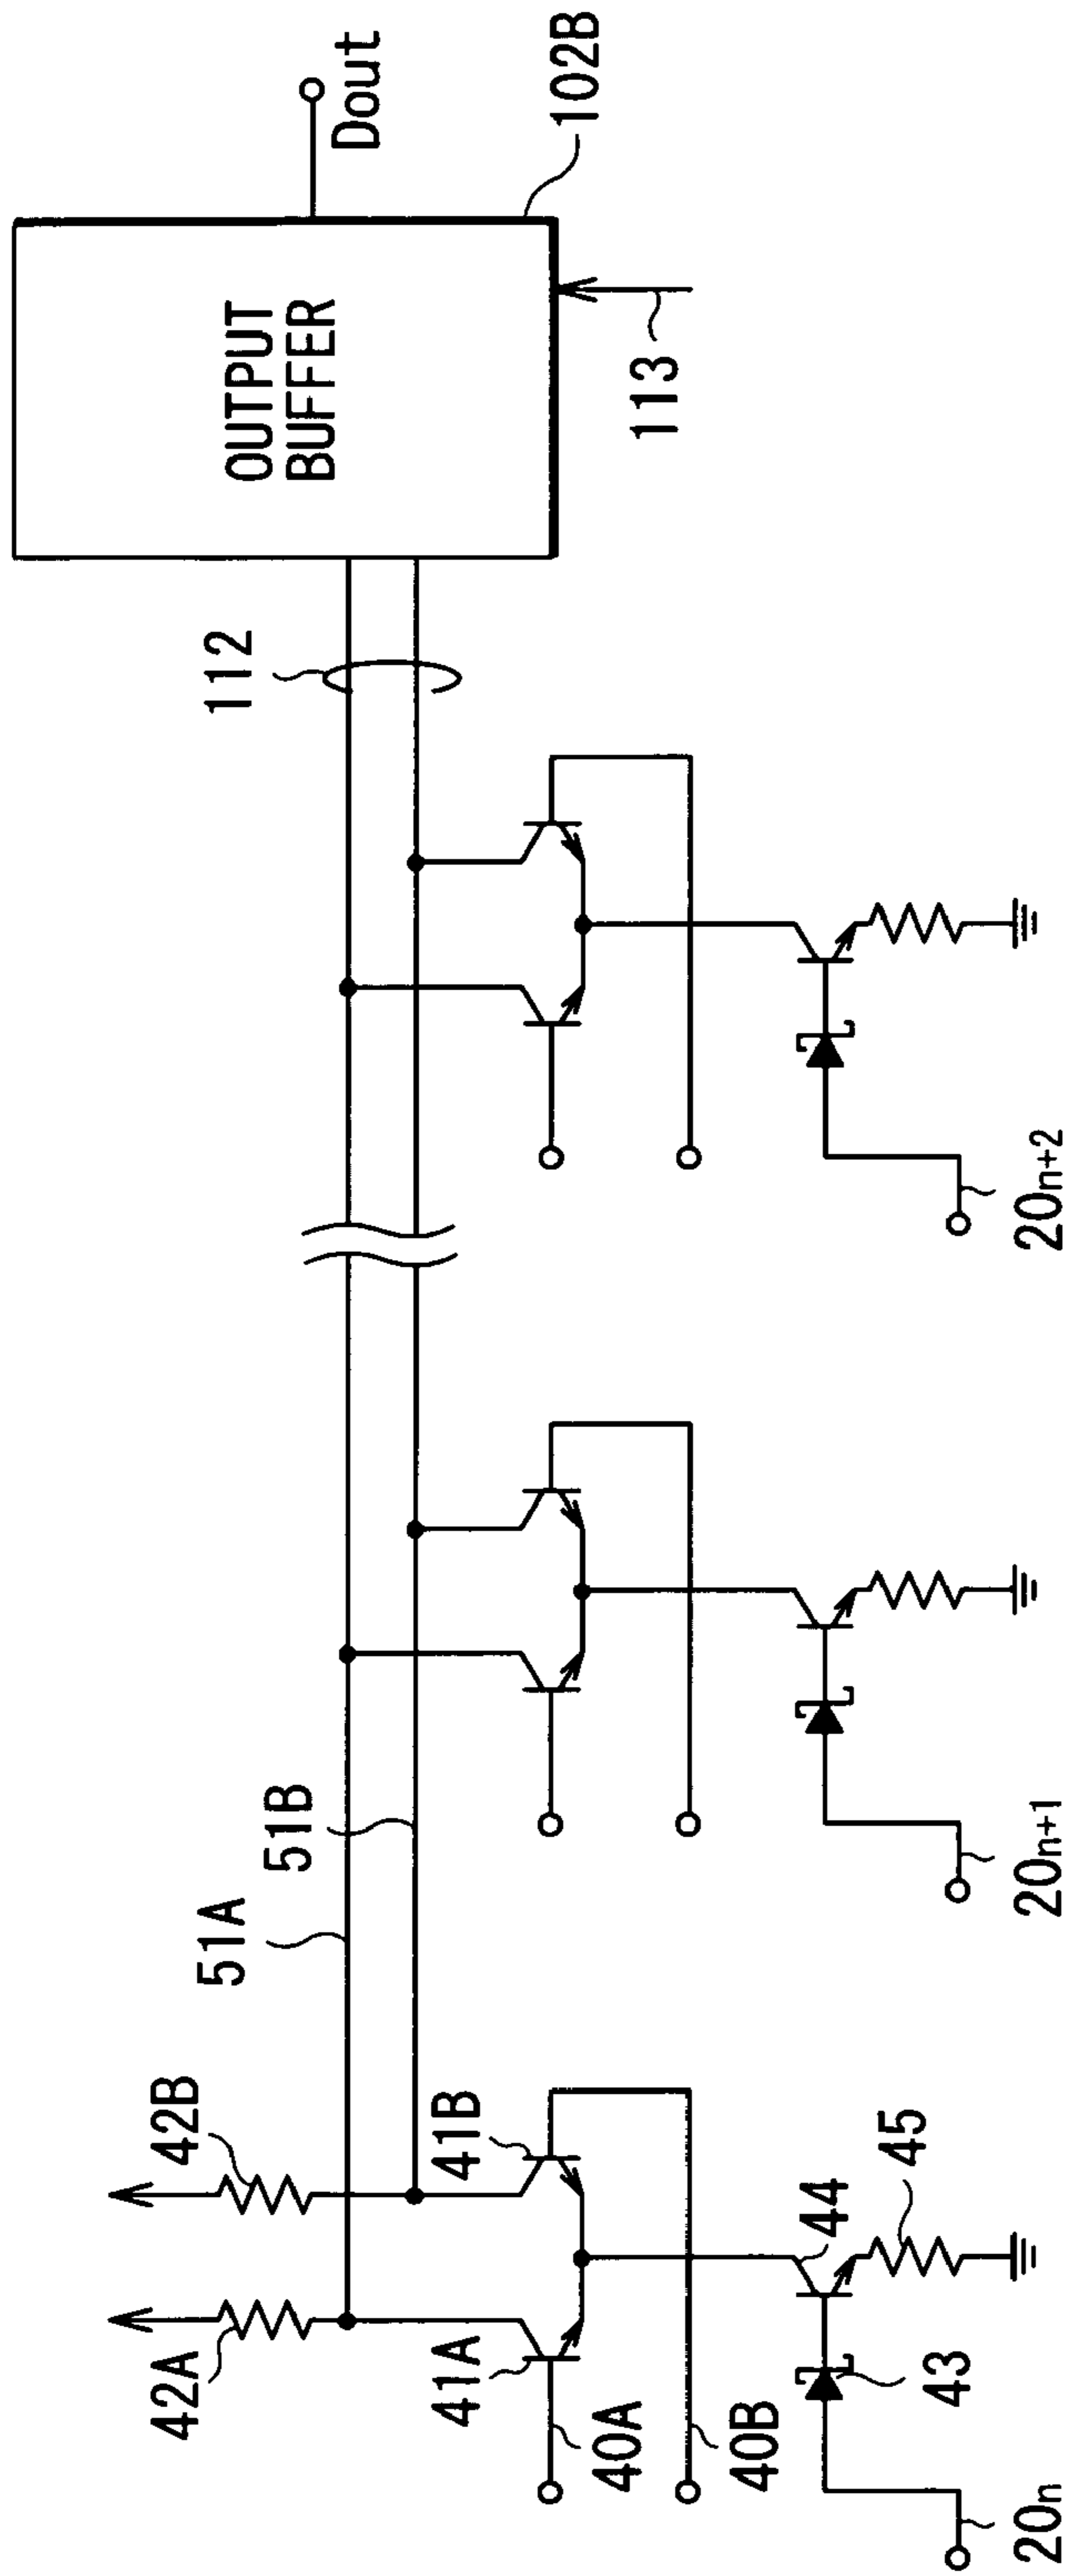 OUTPUT
BUFFER
Dout
102B
113
112
51A
51B
42A
42B
41A
41B
40A
40B
44
45
43
20n
20n+1
20n+2